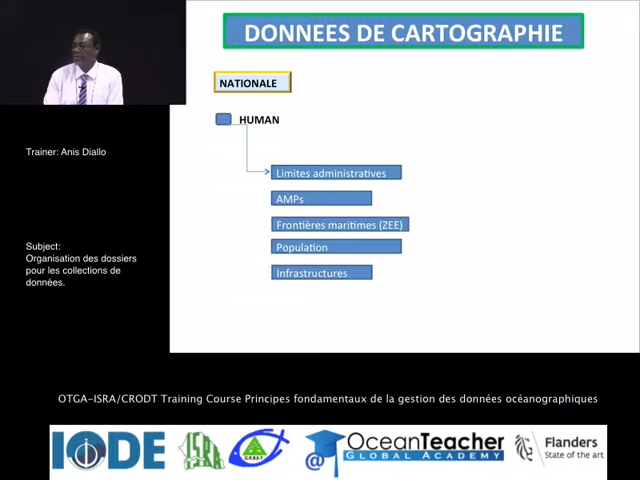 DONNEES DE CARTOGRAPHIE
NATIONALE
HUMAN
Limites administratives
AMPs
Frontières maritimes (ZEE)
Population
Infrastructures
Trainer: Anis Diallo
Subject:
Organisation des dossiers
pour les collections de
données.
OTGA-ISRA/CRODT Training Course Principes fondamentaux de la gestion des données océanographiques
IODE
ISRA
@
OceanTeacher
GLOBAL ACADEMY
Flanders
State of the art